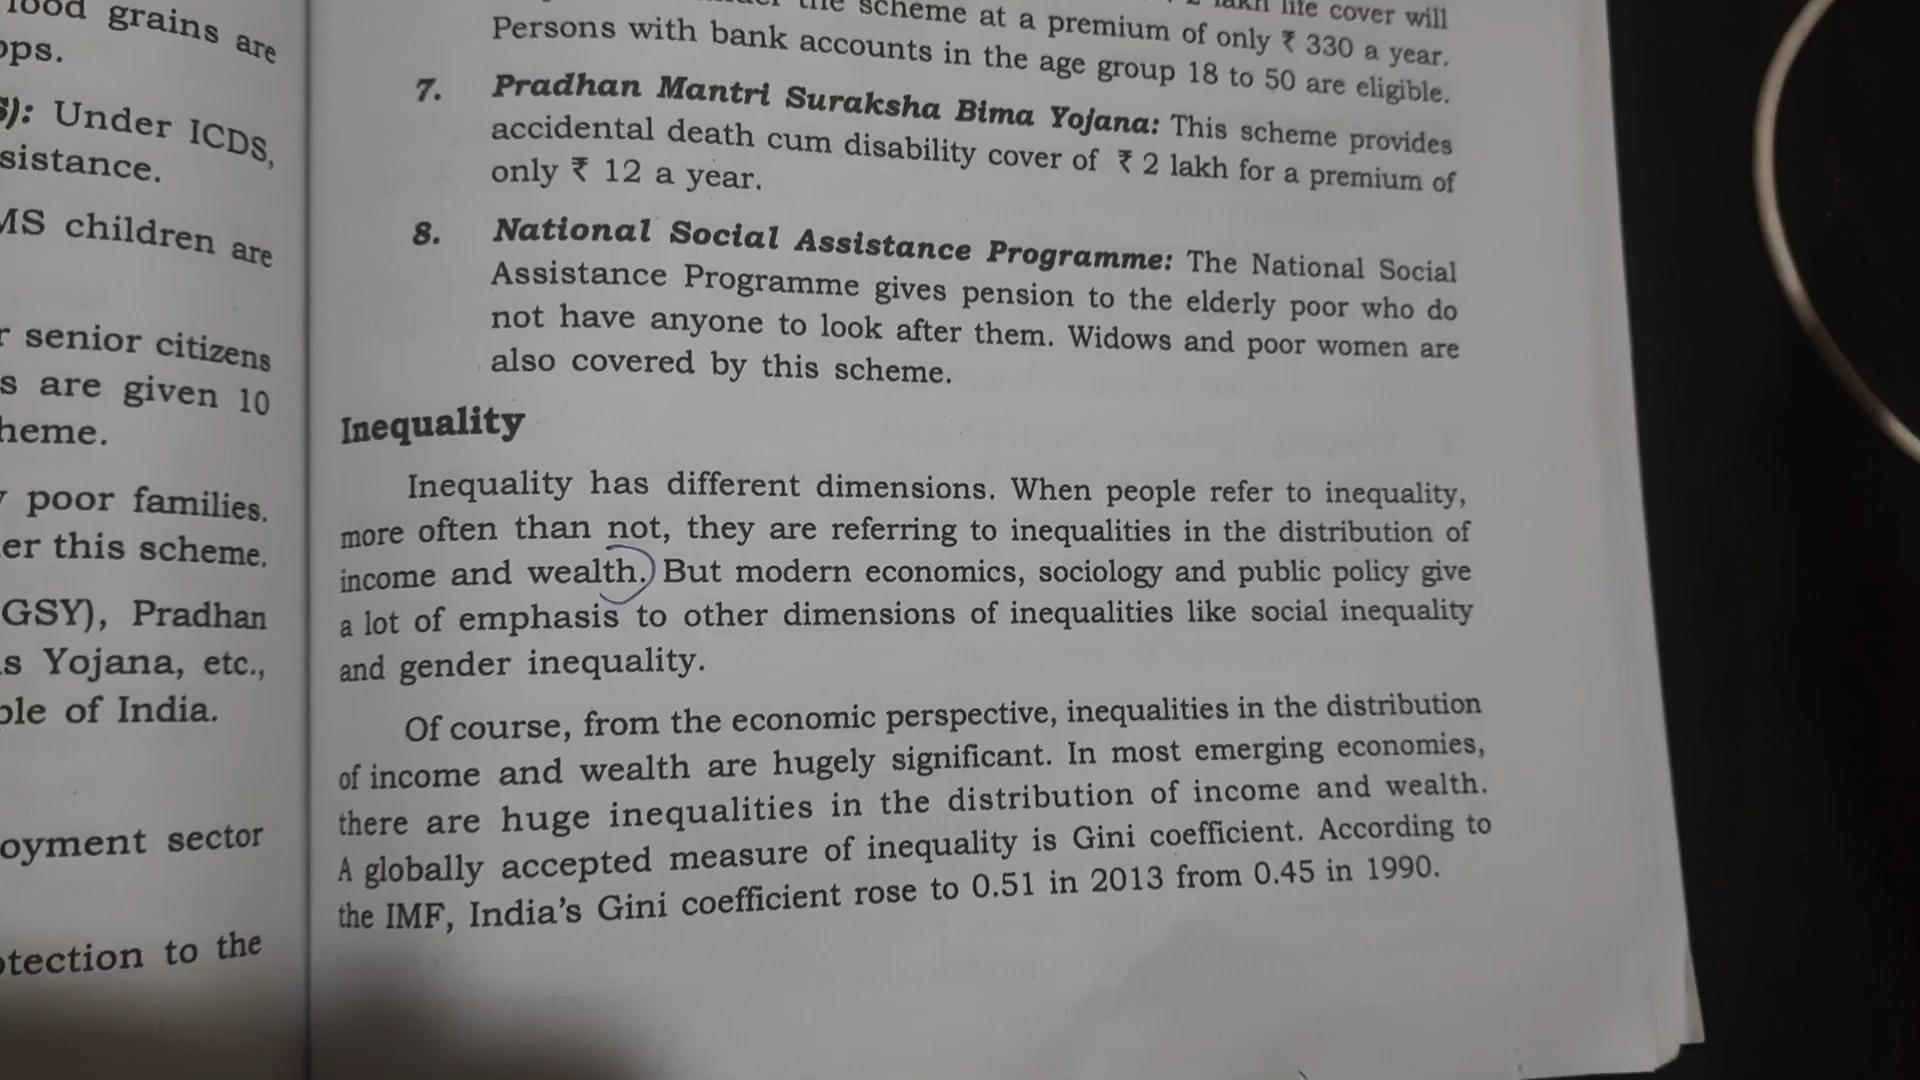 food grains are
ops.
S): Under ICDS,
sistance.
MS children are
r senior citizens
s are given 10
heme.
y poor families.
er this scheme.
GSY), Pradhan
s Yojana, etc.,
ple of India.
oyment sector
otection to the
the scheme at a premium of only ₹ 330 a year.
lakh life cover will
Persons with bank accounts in the age group 18 to 50 are eligible.
7. Pradhan Mantri Suraksha Bima Yojana: This scheme provides
accidental death cum disability cover of ₹ 2 lakh for a premium of
only ₹ 12 a year.
8. National Social Assistance Programme: The National Social
Assistance Programme gives pension to the elderly poor who do
not have anyone to look after them. Widows and poor women are
also covered by this scheme.
Inequality
Inequality has different dimensions. When people refer to inequality,
more often than not, they are referring to inequalities in the distribution of
income and wealth. But modern economics, sociology and public policy give
a lot of emphasis to other dimensions of inequalities like social inequality
and gender inequality.
Of course, from the economic perspective, inequalities in the distribution
of income and wealth are hugely significant. In most emerging economies,
there are huge inequalities in the distribution of income and wealth.
A globally accepted measure of inequality is Gini coefficient. According to
the IMF, India's Gini coefficient rose to 0.51 in 2013 from 0.45 in 1990.